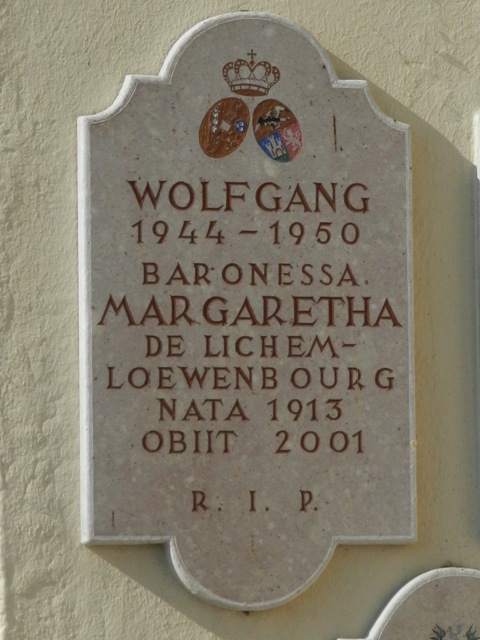 WOLFGANG
1944-1950
BARONESSA
MARGARETHA
DE LICHEM-
LOEWENBOURG
NATA 1913
OBIIT 2001
R. I. P.